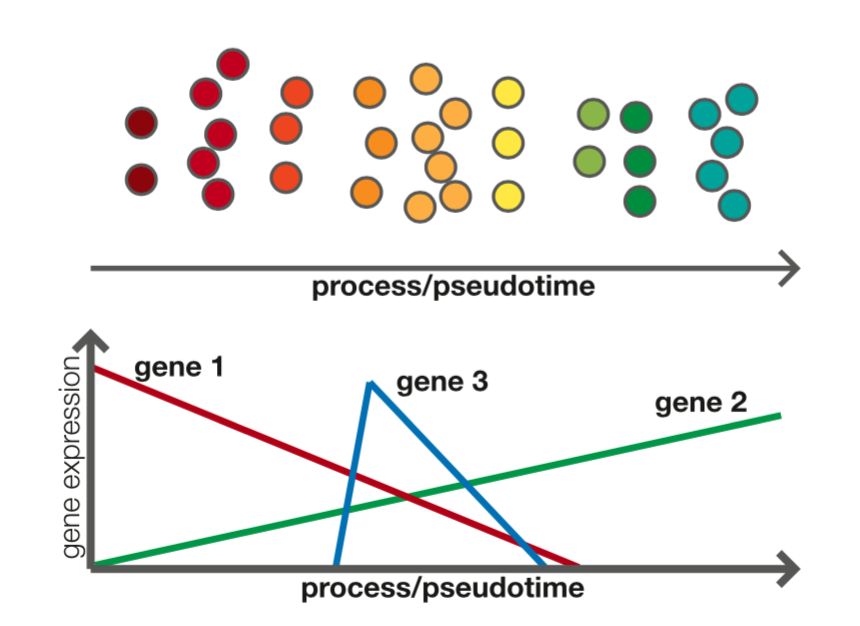 process/pseudotime
gene 1
gene 3
gene 2
gene expression
process/pseudotime